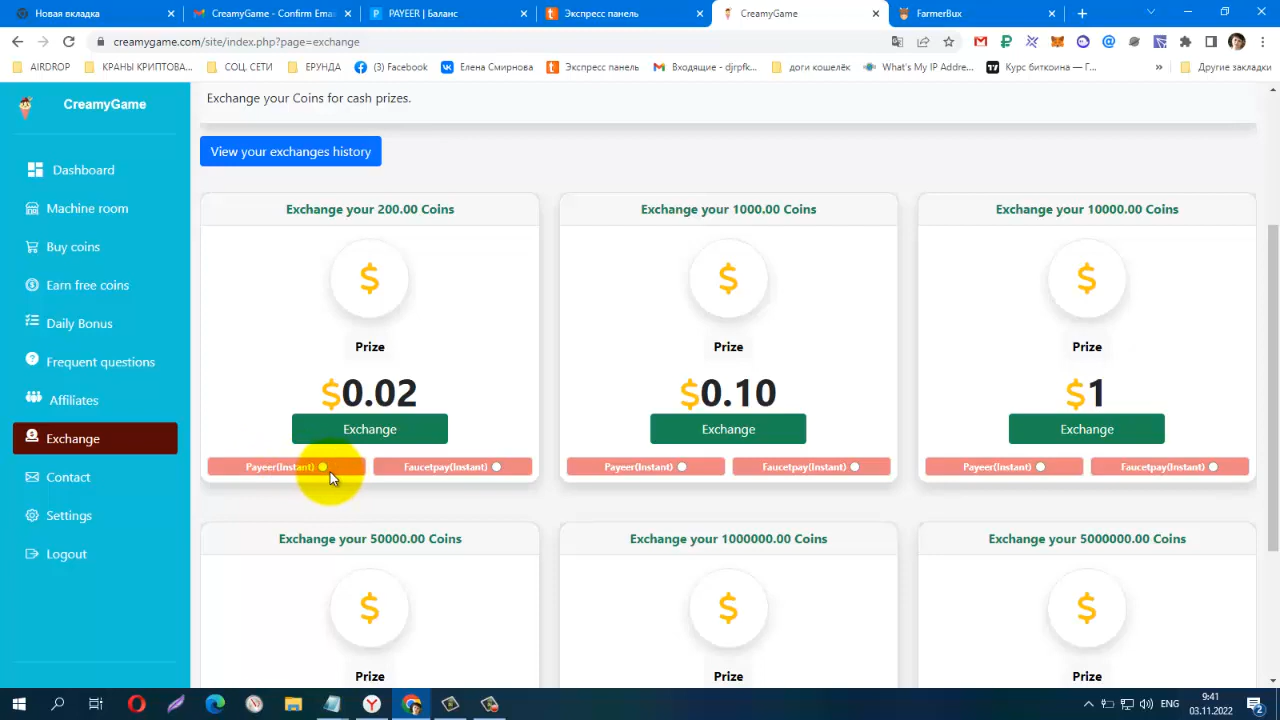 Новая вкладка
CreamyGame - Confirm Emai
PAYEER | Баланс
Экспресс панель
CreamyGame
FarmerBux
creamygame.com/site/index.php?page=exchange
AIRDROP
КРАНЫ КРИПТОВА...
СОЦ. СЕТИ
ЕРУНДА
(3) Facebook
Елена Смирнова
Экспресс панель
Входящие - djrpfk...
доги кошелёк
What's My IP Addre...
Курс биткоина — Г...
»
Другие закладки
CreamyGame
Dashboard
Machine room
Buy coins
Earn free coins
Daily Bonus
Frequent questions
Affiliates
Exchange
Contact
Settings
Logout
Exchange your Coins for cash prizes.
View your exchanges history
Exchange your 200.00 Coins
Prize
$0.02
Exchange
Payeer(Instant)
Faucetpay(Instant)
Exchange your 1000.00 Coins
Prize
$0.10
Exchange
Payeer(Instant)
Faucetpay(Instant)
Exchange your 10000.00 Coins
Prize
$1
Exchange
Payeer(Instant)
Faucetpay(Instant)
Exchange your 50000.00 Coins
Prize
Exchange your 1000000.00 Coins
Prize
Exchange your 5000000.00 Coins
Prize
ENG
9:41
03.11.2022
2